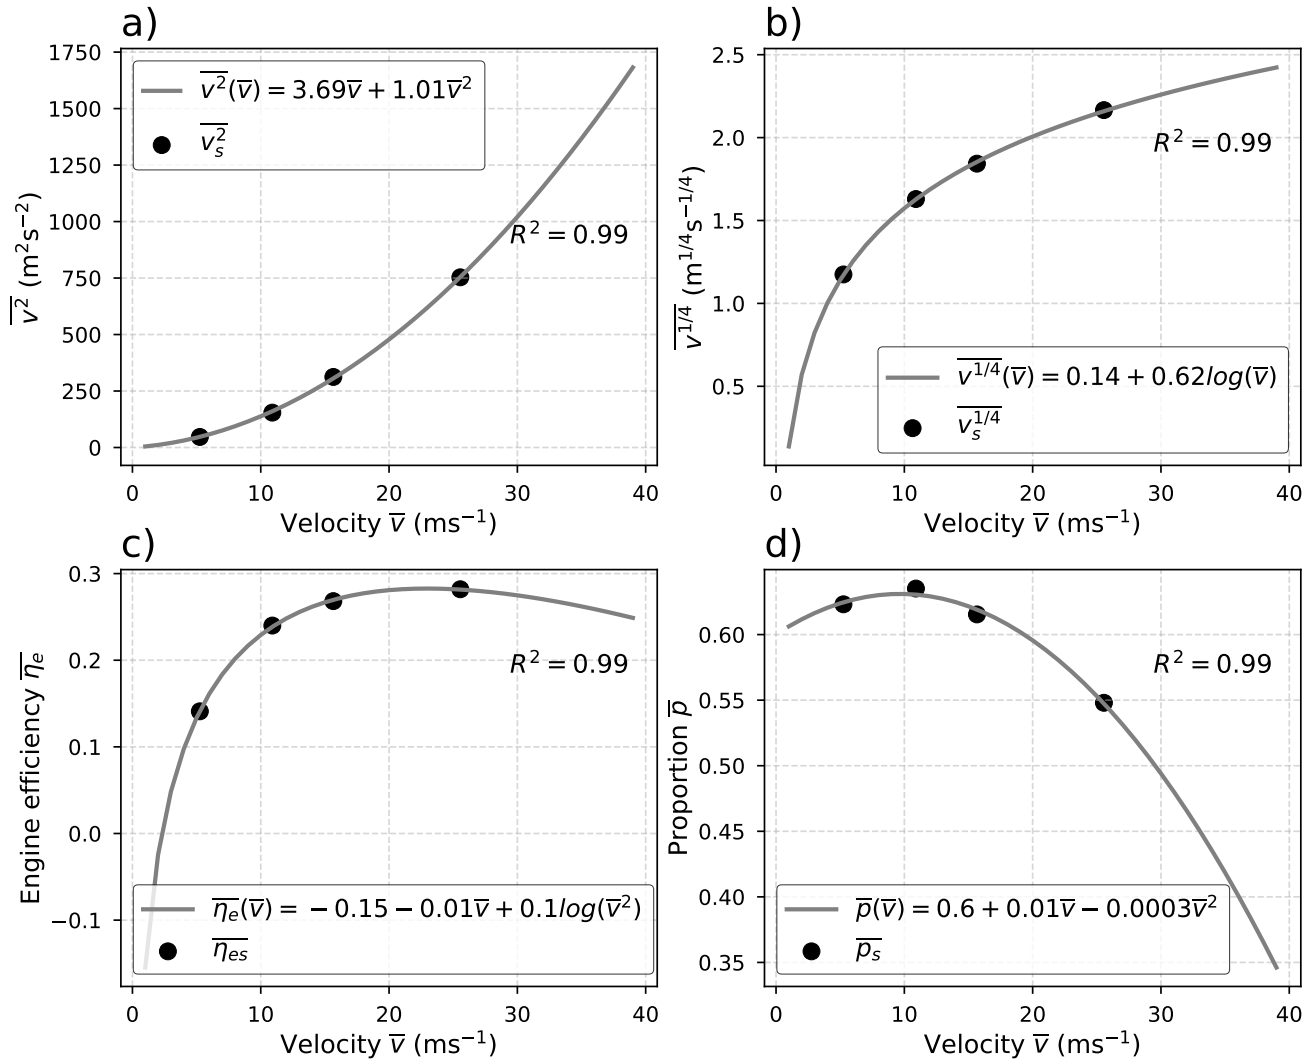 a)
1750
1500
1250
1000
750
500
250
0
v² (m²s⁻²)
v²(v) = 3.69v + 1.01v²
vₛ²
R² = 0.99
0 10 20 30 40
Velocity v (ms⁻¹)
b)
2.5
2.0
1.5
1.0
0.5
v^{1/4} (m^{1/4}s^{−1/4})
R² = 0.99
v^{1/4}(v) = 0.14 + 0.62log(v)
vₛ^{1/4}
0 10 20 30 40
Velocity v (ms⁻¹)
c)
0.3
0.2
0.1
0.0
−0.1
Engine efficiency ηₑ
R² = 0.99
ηₑ(v) = −0.15 − 0.01v + 0.1log(v²)
ηₑₛ
0 10 20 30 40
Velocity v (ms⁻¹)
d)
0.60
0.55
0.50
0.45
0.40
0.35
Proportion p
R² = 0.99
p(v) = 0.6 + 0.01v − 0.0003v²
pₛ
0 10 20 30 40
Velocity v (ms⁻¹)